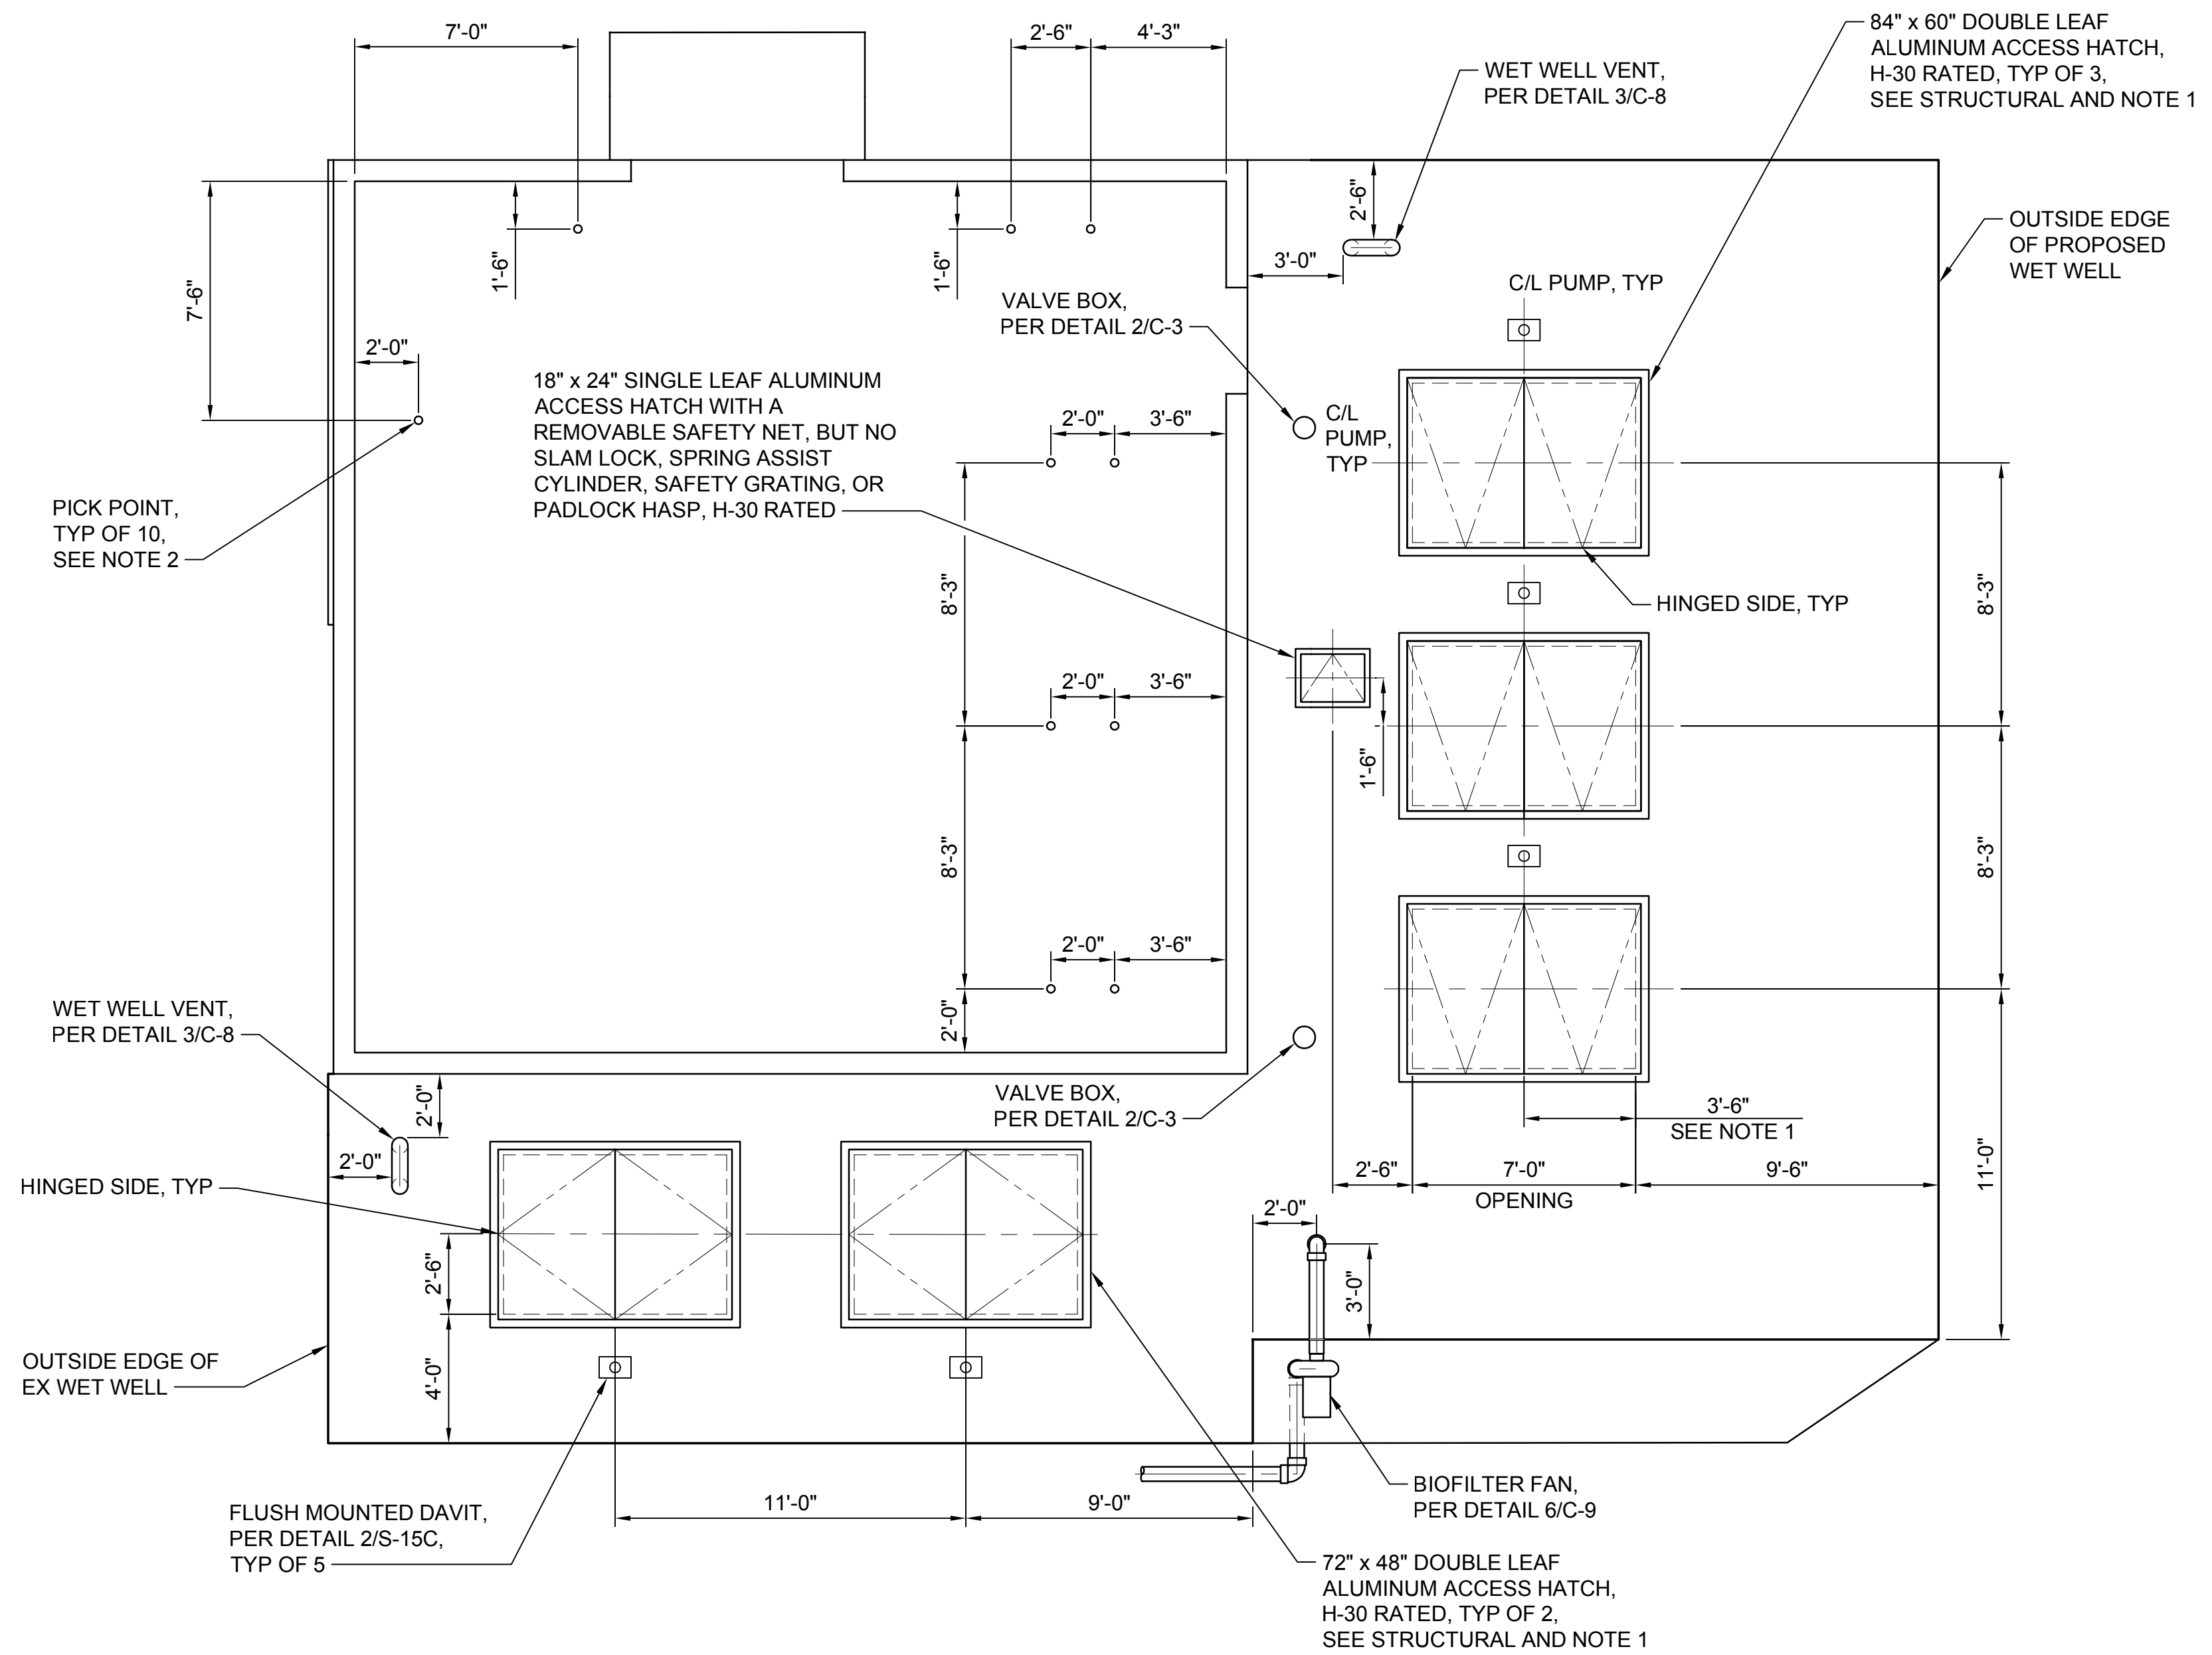 7'-0"
2'-6"
4'-3"
84" x 60" DOUBLE LEAF
ALUMINUM ACCESS HATCH,
H-30 RATED, TYP OF 3,
SEE STRUCTURAL AND NOTE 1
WET WELL VENT,
PER DETAIL 3/C-8
2'-6"
OUTSIDE EDGE
OF PROPOSED
WET WELL
7'-6"
1'-6"
1'-6"
3'-0"
C/L PUMP, TYP
VALVE BOX,
PER DETAIL 2/C-3
2'-0"
18" x 24" SINGLE LEAF ALUMINUM
ACCESS HATCH WITH A
REMOVABLE SAFETY NET, BUT NO
SLAM LOCK, SPRING ASSIST
CYLINDER, SAFETY GRATING, OR
PADLOCK HASP, H-30 RATED
2'-0"
3'-6"
C/L
PUMP,
TYP
PICK POINT,
TYP OF 10,
SEE NOTE 2
8'-3"
8'-3"
HINGED SIDE, TYP
2'-0"
3'-6"
1'-6"
8'-3"
8'-3"
2'-0"
3'-6"
2'-0"
WET WELL VENT,
PER DETAIL 3/C-8
2'-0"
VALVE BOX,
PER DETAIL 2/C-3
3'-6"
SEE NOTE 1
2'-0"
11'-0"
2'-6"
7'-0"
OPENING
9'-6"
HINGED SIDE, TYP
2'-0"
2'-6"
3'-0"
OUTSIDE EDGE OF
EX WET WELL
4'-0"
11'-0"
9'-0"
BIOFILTER FAN,
PER DETAIL 6/C-9
FLUSH MOUNTED DAVIT,
PER DETAIL 2/S-15C,
TYP OF 5
72" x 48" DOUBLE LEAF
ALUMINUM ACCESS HATCH,
H-30 RATED, TYP OF 2,
SEE STRUCTURAL AND NOTE 1